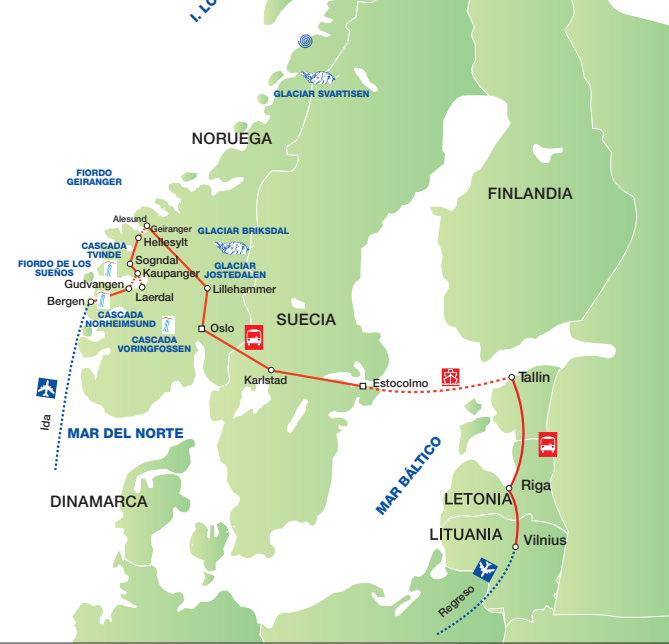 I. LO
GLACIAR SVARTISEN
NORUEGA
FIORDO
GEIRANGER
FINLANDIA
Alesund
Geiranger
GLACIAR BRIKSDAL
Hellesylt
CASCADA
TVINDE
Sogndal
FIORDO DE LOS
SUEÑOS
Kaupanger
GLACIAR
JOSTEDALEN
Gudvangen
Lillehammer
Bergen
Laerdal
CASCADA
NORHEIMSUND
CASCADA
VORINGFOSSEN
Oslo
SUECIA
Karlstad
Estocolmo
Tallin
Ida
MAR DEL NORTE
MAR BÁLTICO
DINAMARCA
Riga
LETONIA
LITUANIA
Vilnius
Regreso